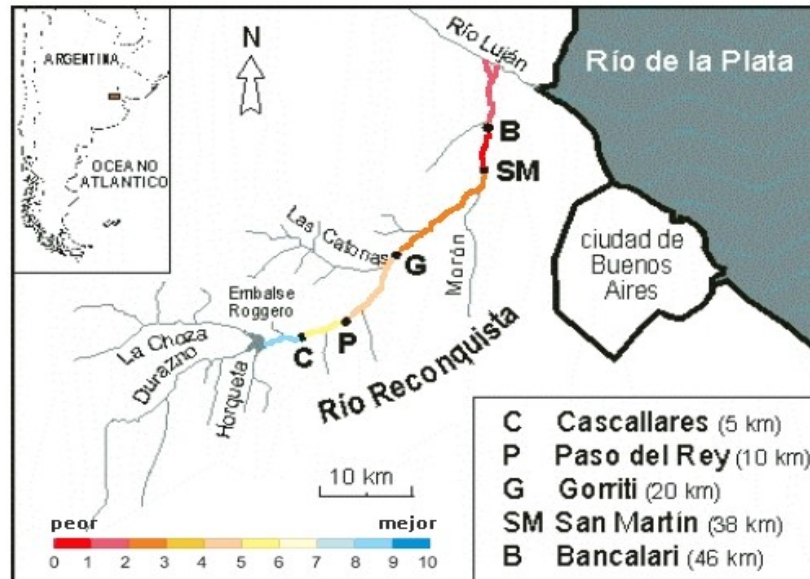 ARGENTINA
OCEANO
ATLANTICO
N
Río Luján
Río de la Plata
B
SM
Las Catonas
G
Morón
ciudad de
Buenos
Aires
Embalse
Roggero
La Choza
Durazno
Horqueta
C
P
Río Reconquista
10 km
peor mejor
0 1 2 3 4 5 6 7 8 9 10
C Cascallares (5 km)
P Paso del Rey (10 km)
G Gorriti (20 km)
SM San Martín (38 km)
B Bancalari (46 km)